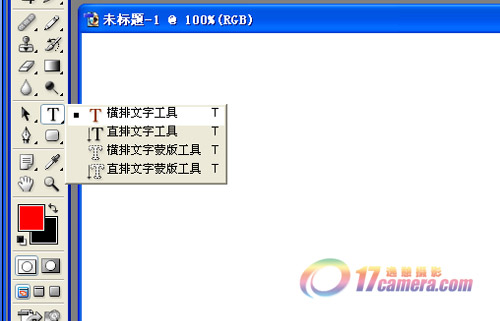 未标题-1 @ 100%(RGB)
T 横排文字工具 T
T 直排文字工具 T
T 横排文字蒙版工具 T
T 直排文字蒙版工具 T
T
17camera.com